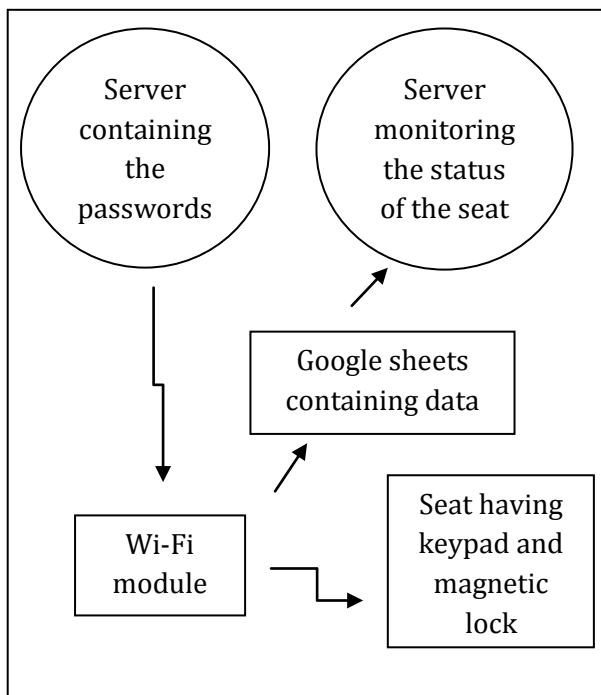 Server
containing
the
passwords
Server
monitoring
the status
of the seat
Google sheets
containing data
Wi-Fi
module
Seat having
keypad and
magnetic
lock